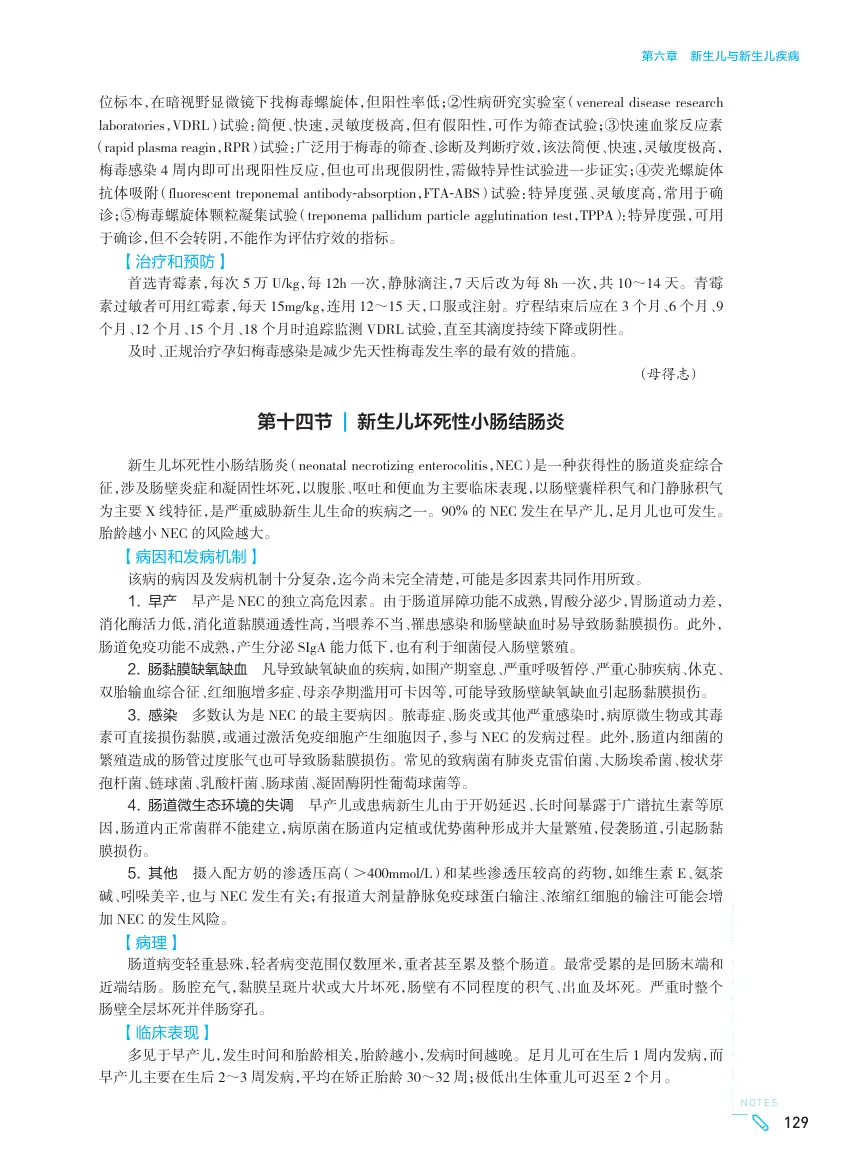 第六章 新生儿与新生儿疾病
位标本,在暗视野显微镜下找梅毒螺旋体,但阳性率低;②性病研究实验室(venereal disease research
laboratories,VDRL)试验:简便、快速,灵敏度极高,但有假阳性,可作为筛查试验;③快速血浆反应素
(rapid plasma reagin,RPR)试验:广泛用于梅毒的筛查、诊断及判断疗效,该法简便、快速,灵敏度极高,
梅毒感染 4 周内即可出现阳性反应,但也可出现假阴性,需做特异性试验进一步证实;④荧光螺旋体
抗体吸附(fluorescent treponemal antibody-absorption,FTA-ABS)试验:特异度强、灵敏度高,常用于确
诊;⑤梅毒螺旋体颗粒凝集试验(treponema pallidum particle agglutination test,TPPA):特异度强,可用
于确诊,但不会转阴,不能作为评估疗效的指标。
【治疗和预防】
首选青霉素,每次 5 万 U/kg,每 12h 一次,静脉滴注,7 天后改为每 8h 一次,共 10～14 天。青霉
素过敏者可用红霉素,每天 15mg/kg,连用 12～15 天,口服或注射。疗程结束后应在 3 个月、6 个月、9
个月、12 个月、15 个月、18 个月时追踪监测 VDRL 试验,直至其滴度持续下降或阴性。
及时、正规治疗孕妇梅毒感染是减少先天性梅毒发生率的最有效的措施。
(母得志)
第十四节 | 新生儿坏死性小肠结肠炎
新生儿坏死性小肠结肠炎(neonatal necrotizing enterocolitis,NEC)是一种获得性的肠道炎症综合
征,涉及肠壁炎症和凝固性坏死,以腹胀、呕吐和便血为主要临床表现,以肠壁囊样积气和门静脉积气
为主要 X 线特征,是严重威胁新生儿生命的疾病之一。90% 的 NEC 发生在早产儿,足月儿也可发生。
胎龄越小 NEC 的风险越大。
【病因和发病机制】
该病的病因及发病机制十分复杂,迄今尚未完全清楚,可能是多因素共同作用所致。
1. 早产 早产是 NEC 的独立高危因素。由于肠道屏障功能不成熟,胃酸分泌少,胃肠道动力差,
消化酶活力低,消化道黏膜通透性高,当喂养不当、罹患感染和肠壁缺血时易导致肠黏膜损伤。此外,
肠道免疫功能不成熟,产生分泌 SIgA 能力低下,也有利于细菌侵入肠壁繁殖。
2. 肠黏膜缺氧缺血 凡导致缺氧缺血的疾病,如围产期窒息、严重呼吸暂停、严重心肺疾病、休克、
双胎输血综合征、红细胞增多症、母亲孕期滥用可卡因等,可能导致肠壁缺氧缺血引起肠黏膜损伤。
3. 感染 多数认为是 NEC 的最主要病因。脓毒症、肠炎或其他严重感染时,病原微生物或其毒
素可直接损伤黏膜,或通过激活免疫细胞产生细胞因子,参与 NEC 的发病过程。此外,肠道内细菌的
繁殖造成的肠管过度胀气也可导致肠黏膜损伤。常见的致病菌有肺炎克雷伯菌、大肠埃希菌、梭状芽
孢杆菌、链球菌、乳酸杆菌、肠球菌、凝固酶阴性葡萄球菌等。
4. 肠道微生态环境的失调 早产儿或患病新生儿由于开奶延迟、长时间暴露于广谱抗生素等原
因,肠道内正常菌群不能建立,病原菌在肠道内定植或优势菌种形成并大量繁殖,侵袭肠道,引起肠黏
膜损伤。
5. 其他 摄入配方奶的渗透压高(>400mmol/L)和某些渗透压较高的药物,如维生素 E、氨茶
碱、吲哚美辛,也与 NEC 发生有关;有报道大剂量静脉免疫球蛋白输注、浓缩红细胞的输注可能会增
加 NEC 的发生风险。
【病理】
肠道病变轻重悬殊,轻者病变范围仅数厘米,重者甚至累及整个肠道。最常受累的是回肠末端和
近端结肠。肠腔充气,黏膜呈斑片状或大片坏死,肠壁有不同程度的积气、出血及坏死。严重时整个
肠壁全层坏死并伴肠穿孔。
【临床表现】
多见于早产儿,发生时间和胎龄相关,胎龄越小,发病时间越晚。足月儿可在生后 1 周内发病,而
早产儿主要在生后 2～3 周发病,平均在矫正胎龄 30～32 周;极低出生体重儿可迟至 2 个月。
NOTES
129